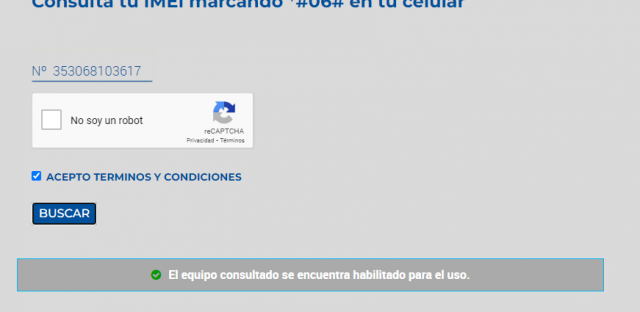 Consulta tu IMEI marcando *#06# en tu celular
Nº 353068103617
No soy un robot
reCAPTCHA
Privacidad - Términos
ACEPTO TERMINOS Y CONDICIONES
BUSCAR
El equipo consultado se encuentra habilitado para el uso.